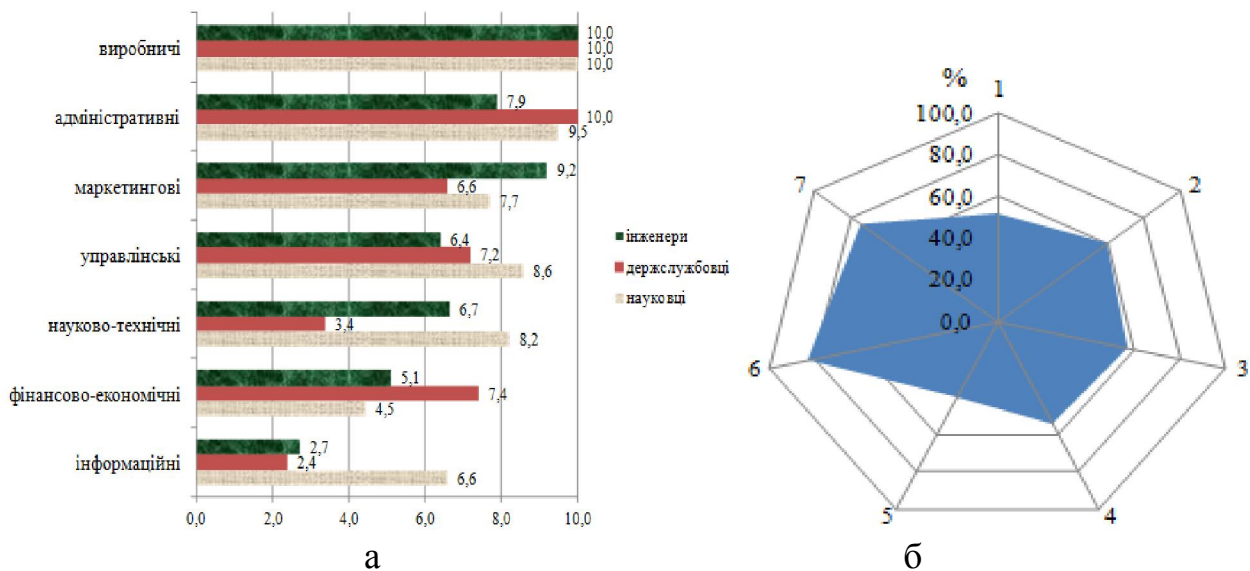 виробничі
10,0
10,0
10,0
адміністративні
7,9
10,0
9,5
маркетингові
9,2
6,6
7,7
управлінські
6,4
7,2
8,6
науково-технічні
6,7
3,4
8,2
фінансово-економічні
5,1
7,4
4,5
інформаційні
2,7
2,4
6,6
0,0 2,0 4,0 6,0 8,0 10,0
інженери
держслужбовці
науковці
а
%
1
100,0
80,0
60,0
40,0
20,0
0,0
2
3
4
5
6
7
б